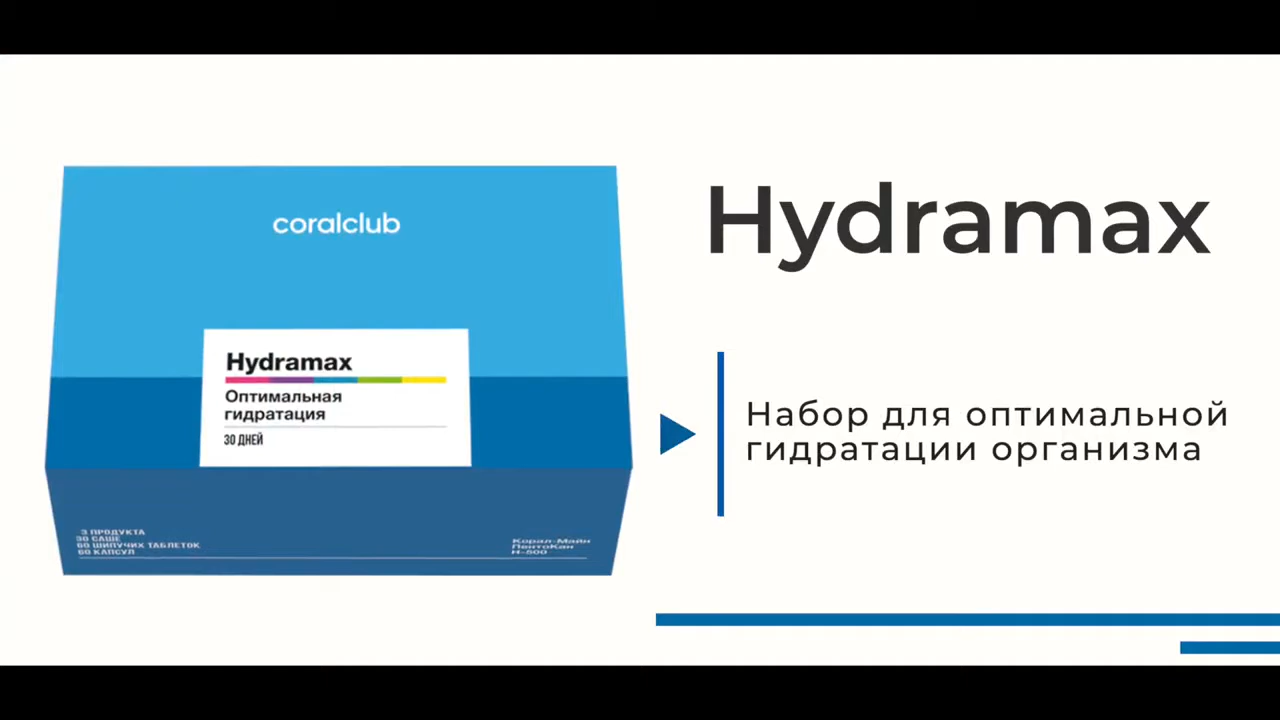 coralclub
Hydramax
Оптимальная
гидратация
30 ДНЕЙ
3 ПРОДУКТА
30 САШЕ
60 ШИПУЧИХ ТАБЛЕТОК
60 КАПСУЛ
Корал-Майн
ПентоКан
Н-500
Hydramax
Набор для оптимальной
гидратации организма